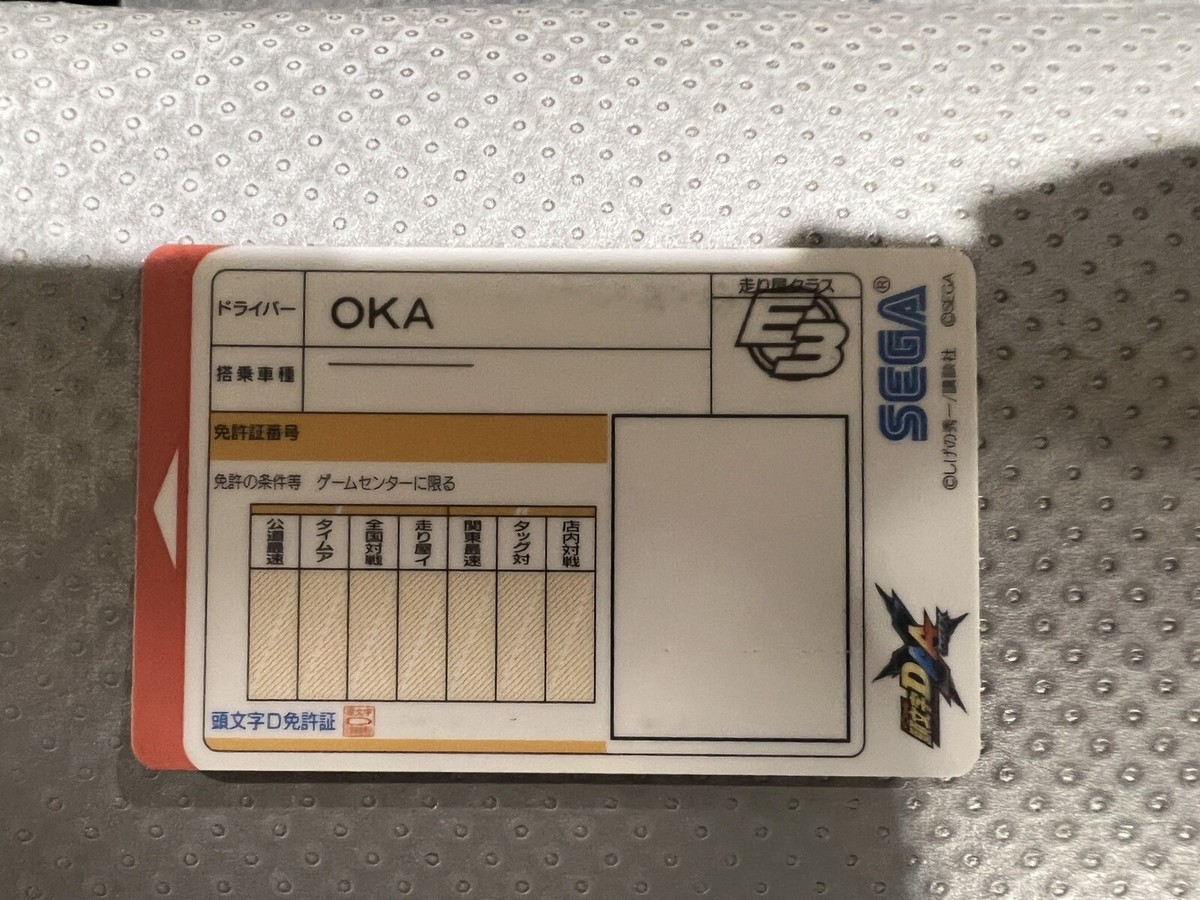 ドライバー
OKA
走り屋クラス
E3
搭乗車種
免許証番号
免許の条件等 ゲームセンターに限る
公道最速
タイムア
全国対戦
走り屋イ
関東最速
タッグ対
店内対戦
頭文字D免許証
SEGA®
©しげの秀一/講談社 ©SEGA
頭文字D